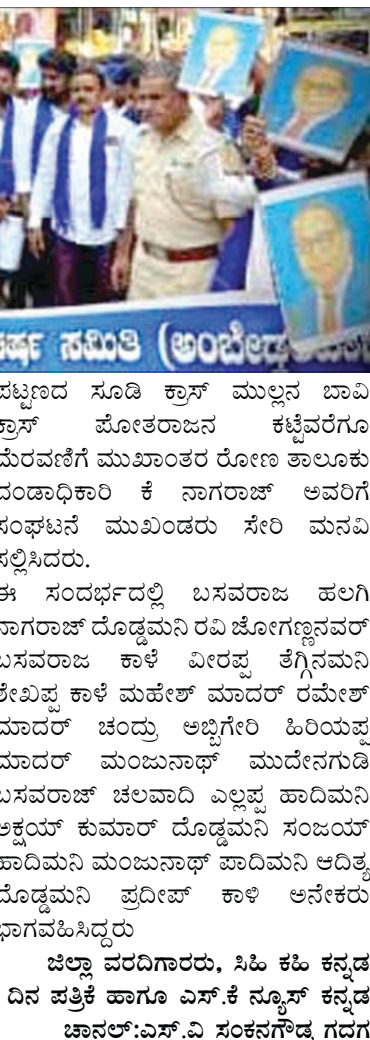 ರ್ಷ ಸಮಿತಿ (ಅಂಬೇಡ್ಕರ
ಪಟ್ಟಣದ ಸೂಡಿ ಕ್ರಾಸ್ ಮುಲ್ಲನ ಬಾವಿ
ಕ್ರಾಸ್ ಪೋತರಾಜನ ಕಟ್ಟೆವರೆಗೂ
ಮೆರವಣಿಗೆ ಮುಖಾಂತರ ರೋಣ ತಾಲೂಕು
ದಂಡಾಧಿಕಾರಿ ಕೆ ನಾಗರಾಜ್ ಅವರಿಗೆ
ಸಂಘಟನೆ ಮುಖಂಡರು ಸೇರಿ ಮನವಿ
ಸಲ್ಲಿಸಿದರು.
ಈ ಸಂದರ್ಭದಲ್ಲಿ ಬಸವರಾಜ ಹಲಗಿ
ನಾಗರಾಜ್ ದೊಡ್ಡಮನಿ ರವಿ ಜೋಗಣ್ಣನವರ್
ಬಸವರಾಜ ಕಾಳೆ ವೀರಪ್ಪ ತೆಗ್ಗಿನಮನಿ
ಶೇಖಪ್ಪ ಕಾಳೆ ಮಹೇಶ್ ಮಾದರ್ ರಮೇಶ್
ಮಾದರ್ ಚಂದ್ರು ಅಬ್ಬಿಗೇರಿ ಹಿರಿಯಪ್ಪ
ಮಾದರ್ ಮಂಜುನಾಥ್ ಮುದೇನಗುಡಿ
ಬಸವರಾಜ್ ಚಲವಾದಿ ಎಲ್ಲಪ್ಪ ಹಾದಿಮನಿ
ಅಕ್ಷಯ್ ಕುಮಾರ್ ದೊಡ್ಡಮನಿ ಸಂಜಯ್
ಹಾದಿಮನಿ ಮಂಜುನಾಥ್ ಪಾದಿಮನಿ ಆದಿತ್ಯ
ದೊಡ್ಡಮನಿ ಪ್ರದೀಪ್ ಕಾಳಿ ಅನೇಕರು
ಭಾಗವಹಿಸಿದ್ದರು
ಜಿಲ್ಲಾ ವರದಿಗಾರರು, ಸಿಹಿ ಕಹಿ ಕನ್ನಡ
ದಿನ ಪತ್ರಿಕೆ ಹಾಗೂ ಎಸ್.ಕೆ ನ್ಯೂಸ್ ಕನ್ನಡ
ಚಾನಲ್:ಎಸ್.ವಿ ಸಂಕನಗೌಡ್ರ ಗದಗ